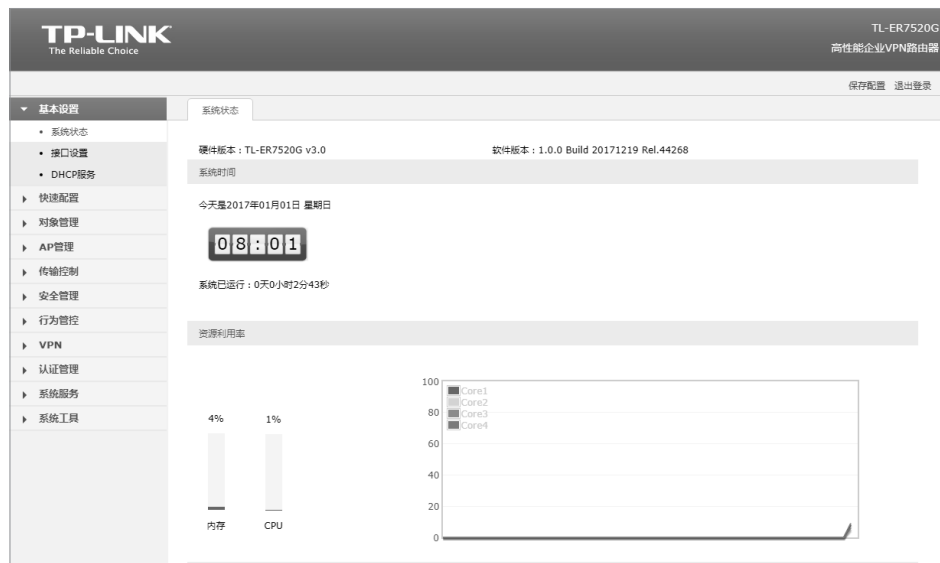 TP-LINK
The Reliable Choice
TL-ER7520G
高性能企业VPN路由器
保存配置 退出登录
基本设置
系统状态
接口设置
DHCP服务
快速配置
对象管理
AP管理
传输控制
安全管理
行为管控
VPN
认证管理
系统服务
系统工具
系统状态
硬件版本：TL-ER7520G v3.0 软件版本：1.0.0 Build 20171219 Rel.44268
系统时间
今天是2017年01月01日 星期日
08:01
系统已运行：0天0小时2分43秒
资源利用率
4% 1%
内存 CPU
100
80
60
40
20
0
Core1
Core2
Core3
Core4